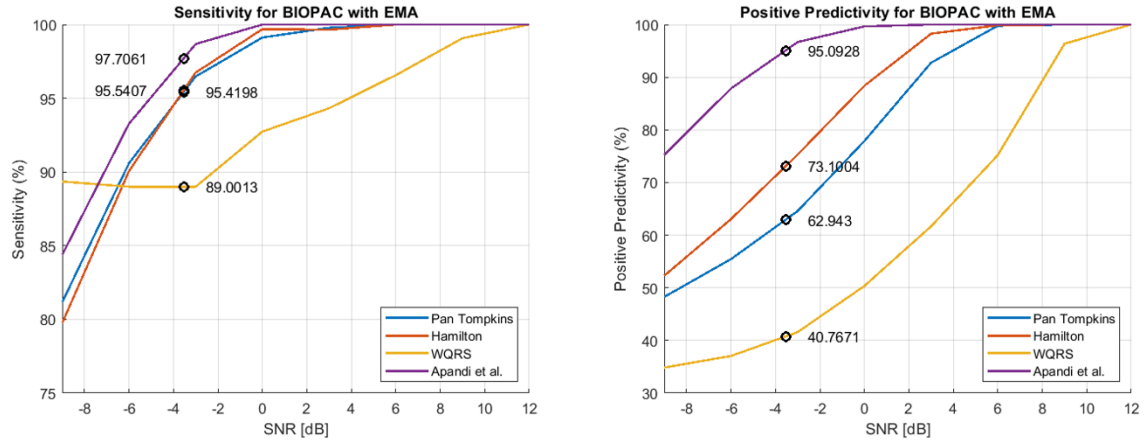 Sensitivity for BIOPAC with EMA
100
95
90
85
80
75
Sensitivity (%)
97.7061
95.5407
95.4198
89.0013
Pan Tompkins
Hamilton
WQRS
Apandi et al.
-8 -6 -4 -2 0 2 4 6 8 10 12
SNR [dB]
Positive Predictivity for BIOPAC with EMA
100
90
80
70
60
50
40
30
Positive Predictivity (%)
95.0928
73.1004
62.943
40.7671
Pan Tompkins
Hamilton
WQRS
Apandi et al.
-8 -6 -4 -2 0 2 4 6 8 10 12
SNR [dB]